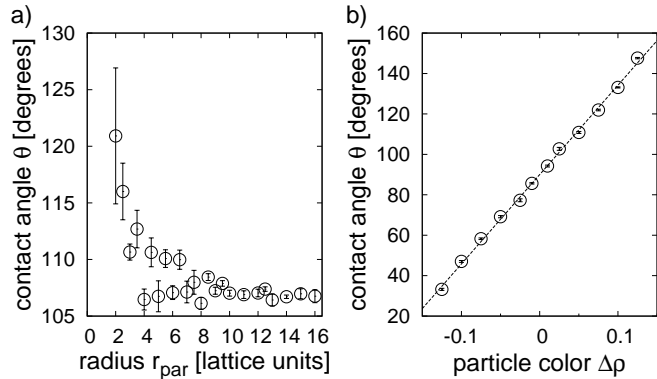 a)
contact angle θ [degrees]
130
125
120
115
110
105
0 2 4 6 8 10 12 14 16
radius r_par [lattice units]
b)
contact angle θ [degrees]
160
140
120
100
80
60
40
20
-0.1 0 0.1
particle color Δρ